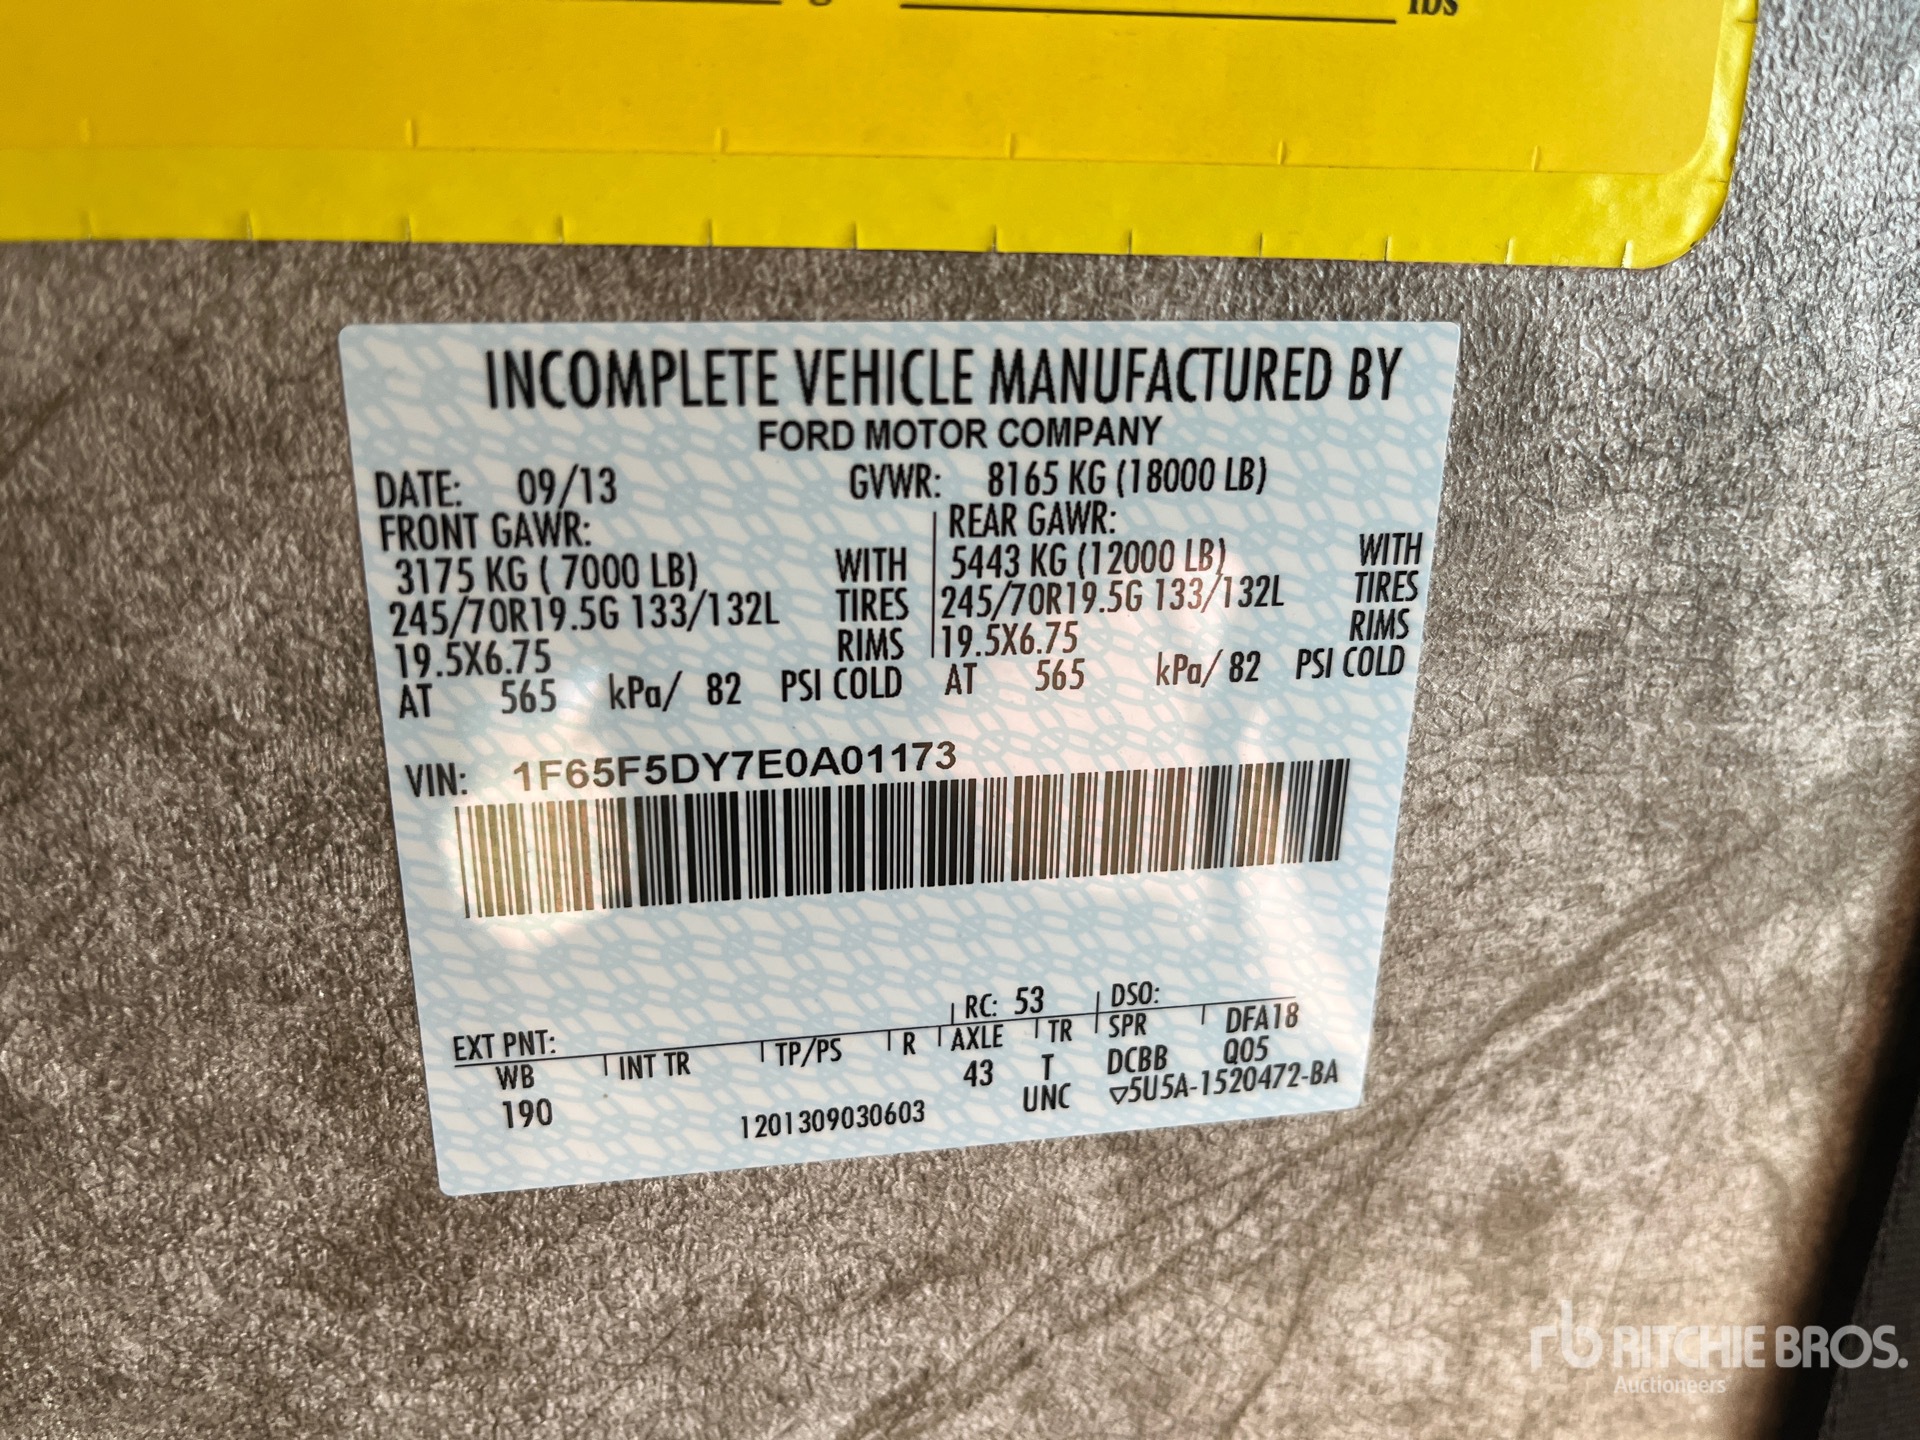 lbs
INCOMPLETE VEHICLE MANUFACTURED BY
FORD MOTOR COMPANY
DATE: 09/13 GVWR: 8165 KG (18000 LB)
FRONT GAWR: REAR GAWR:
3175 KG ( 7000 LB) WITH 5443 KG (12000 LB) WITH
245/70R19.5G 133/132L TIRES 245/70R19.5G 133/132L TIRES
19.5X6.75 RIMS 19.5X6.75 RIMS
AT 565 kPa/ 82 PSI COLD AT 565 kPa/ 82 PSI COLD
VIN: 1F65F5DY7E0A01173
EXT PNT: RC: 53 DSO:
WB INT TR TP/PS R AXLE TR SPR DFA18
190 43 T DCBB Q05
1201309030603 UNC ▽5U5A-1520472-BA
rb RITCHIE BROS.
Auctioneers